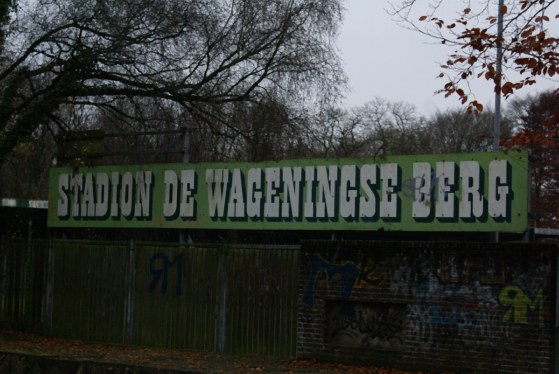 STADION DE WAGENINGSE BERG